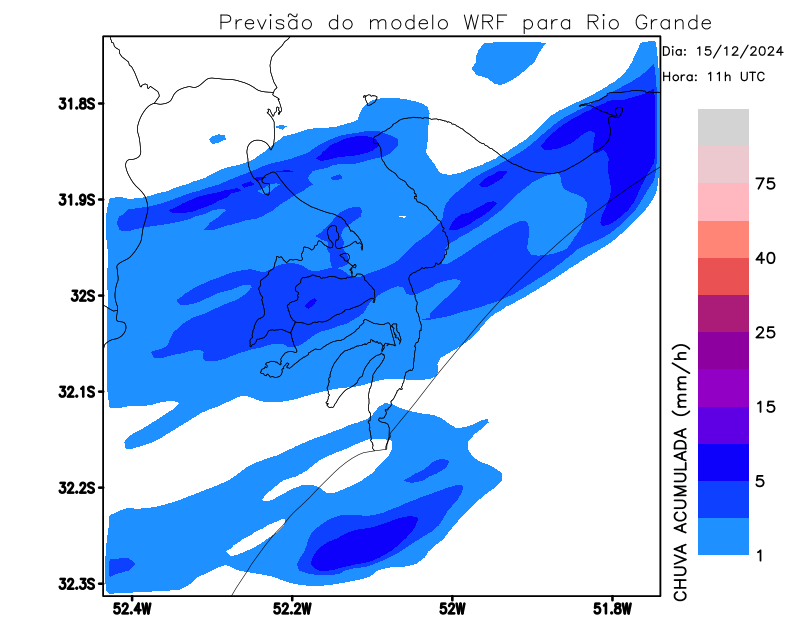 Previsão do modelo WRF para Rio Grande
Dia: 15/12/2024
Hora: 11h UTC
31.8S
31.9S
32S
32.1S
32.2S
32.3S
52.4W
52.2W
52W
51.8W
CHUVA ACUMULADA (mm/h)
75
40
25
15
5
1